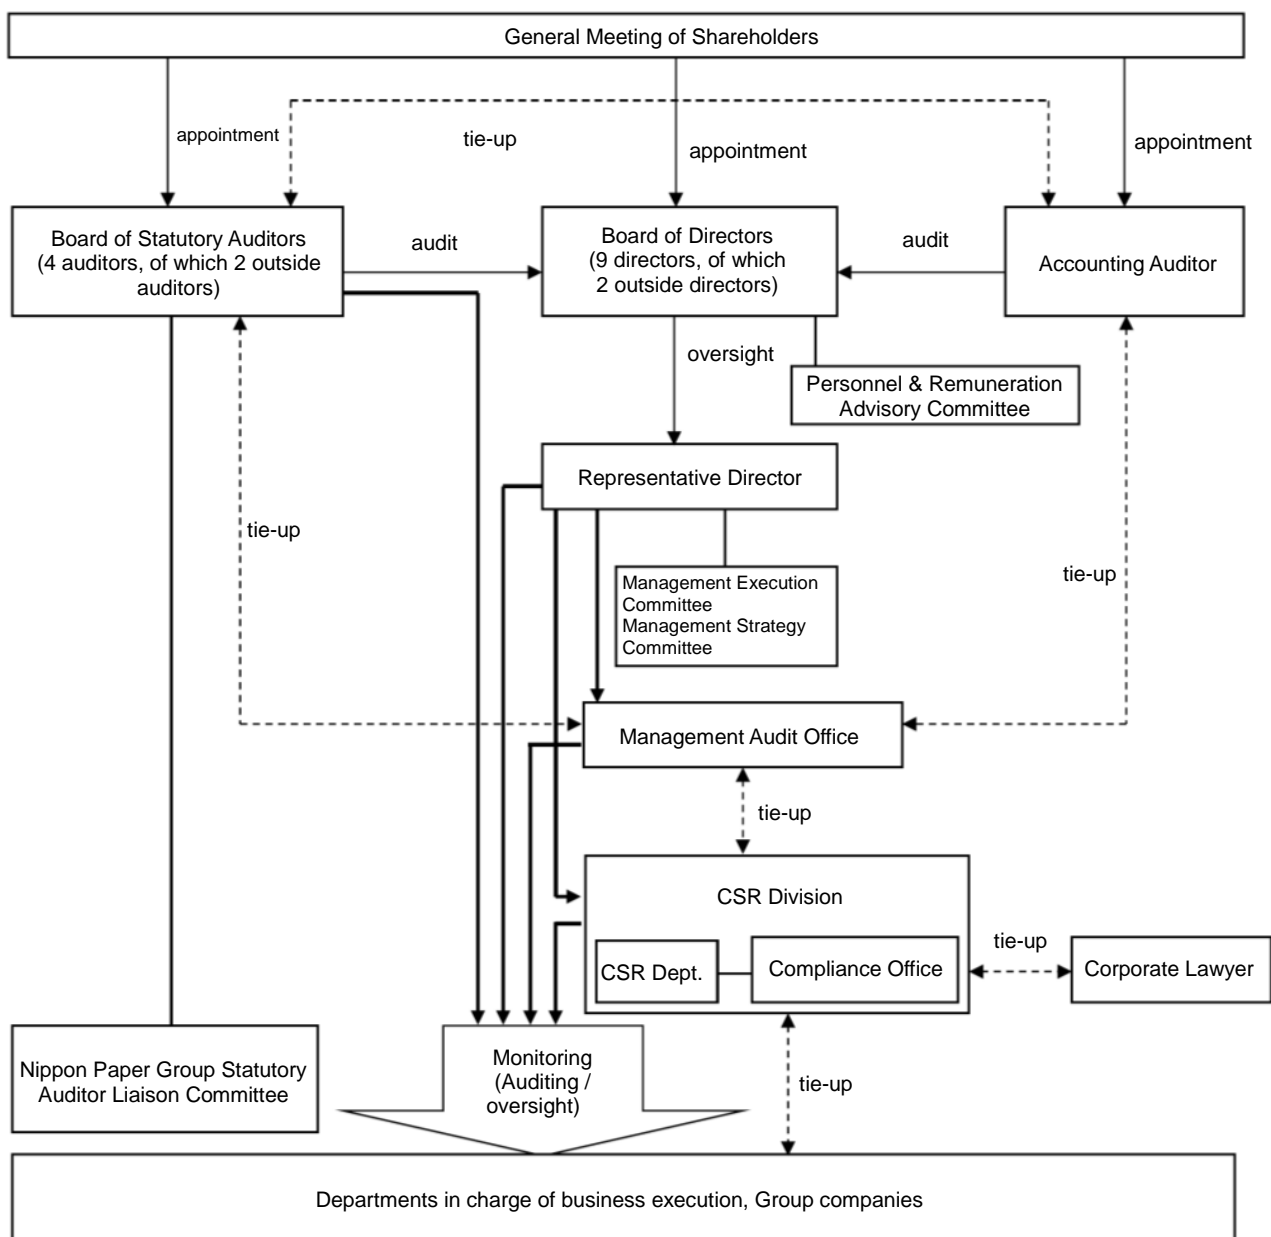 General Meeting of Shareholders
appointment
tie-up
appointment
appointment
Board of Statutory Auditors
(4 auditors, of which 2 outside
auditors)
audit
Board of Directors
(9 directors, of which
2 outside directors)
audit
Accounting Auditor
oversight
Personnel & Remuneration
Advisory Committee
Representative Director
tie-up
Management Execution
Committee
Management Strategy
Committee
tie-up
Management Audit Office
tie-up
CSR Division
CSR Dept.
Compliance Office
tie-up
Corporate Lawyer
Nippon Paper Group Statutory
Auditor Liaison Committee
Monitoring
(Auditing /
oversight)
tie-up
Departments in charge of business execution, Group companies